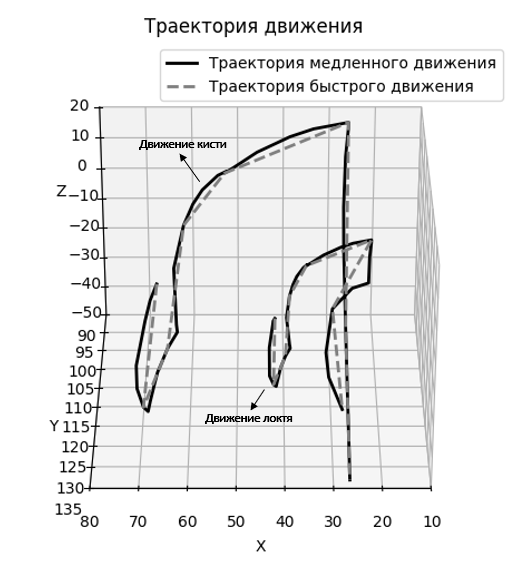 Траектория движения
Траектория медленного движения
Траектория быстрого движения
Движение кисти
20
10
0
Z
−10
−20
−30
−40
−50
90
95
100
105
110
Y
115
120
125
130
135
Движение локтя
80 70 60 50 40 30 20 10
X